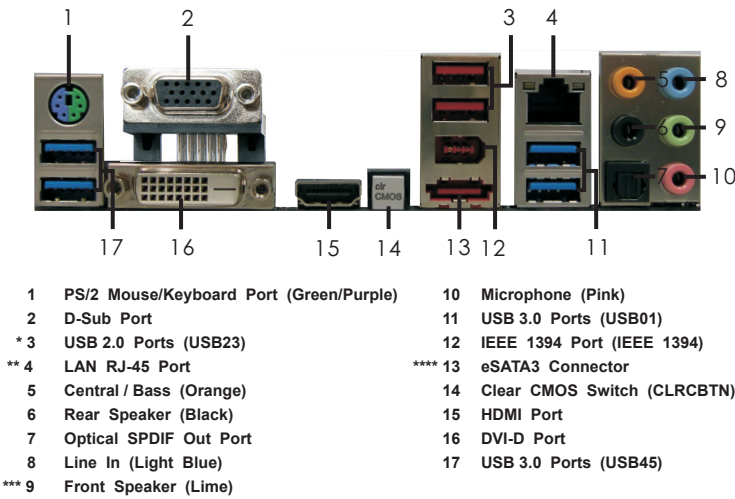 1 2 3 4
5 8
6 9
7 10
clr
CMOS
17 16 15 14 13 12 11
1 PS/2 Mouse/Keyboard Port (Green/Purple)
2 D-Sub Port
* 3 USB 2.0 Ports (USB23)
** 4 LAN RJ-45 Port
5 Central / Bass (Orange)
6 Rear Speaker (Black)
7 Optical SPDIF Out Port
8 Line In (Light Blue)
*** 9 Front Speaker (Lime)
10 Microphone (Pink)
11 USB 3.0 Ports (USB01)
12 IEEE 1394 Port (IEEE 1394)
**** 13 eSATA3 Connector
14 Clear CMOS Switch (CLRCBTN)
15 HDMI Port
16 DVI-D Port
17 USB 3.0 Ports (USB45)